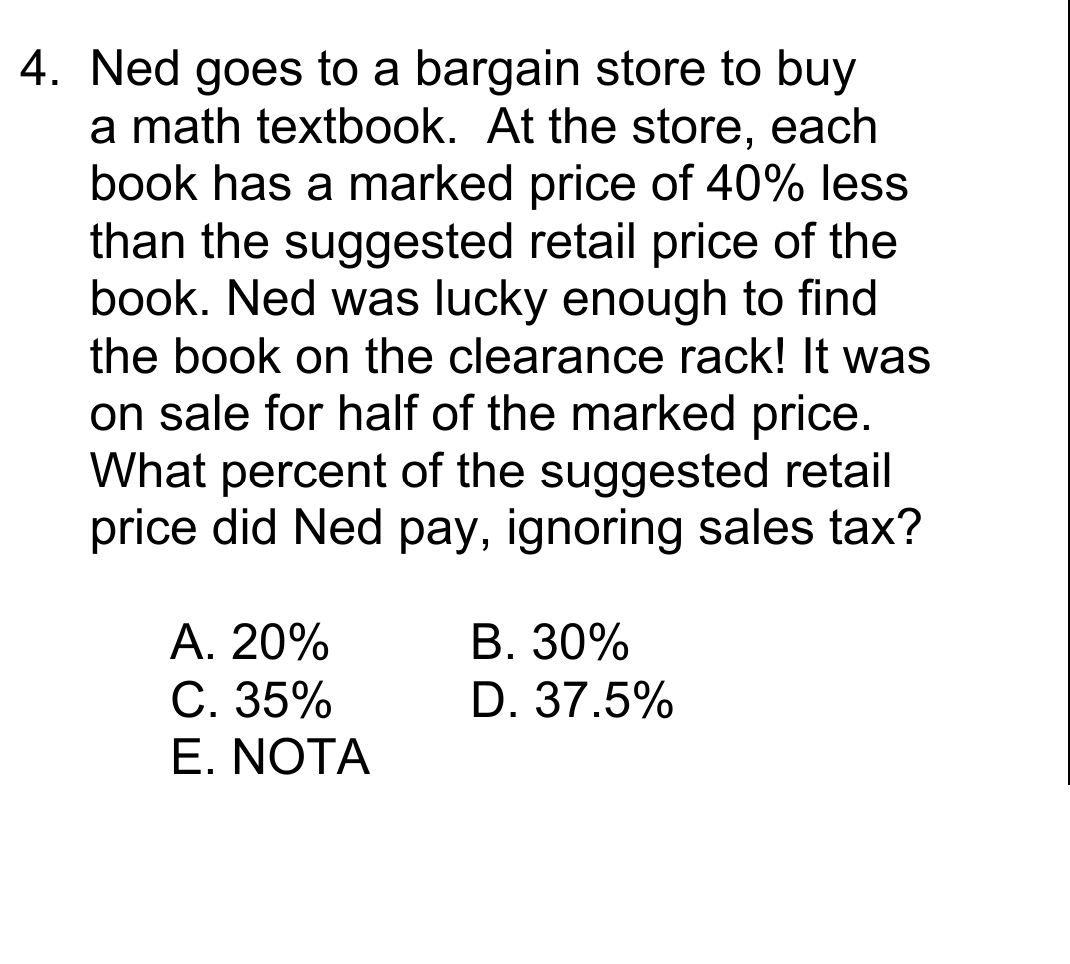 4. Ned goes to a bargain store to buy
a math textbook.  At the store, each
book has a marked price of 40% less
than the suggested retail price of the
book. Ned was lucky enough to find
the book on the clearance rack! It was
on sale for half of the marked price.
What percent of the suggested retail
price did Ned pay, ignoring sales tax?
A. 20% B. 30%
C. 35% D. 37.5%
E. NOTA